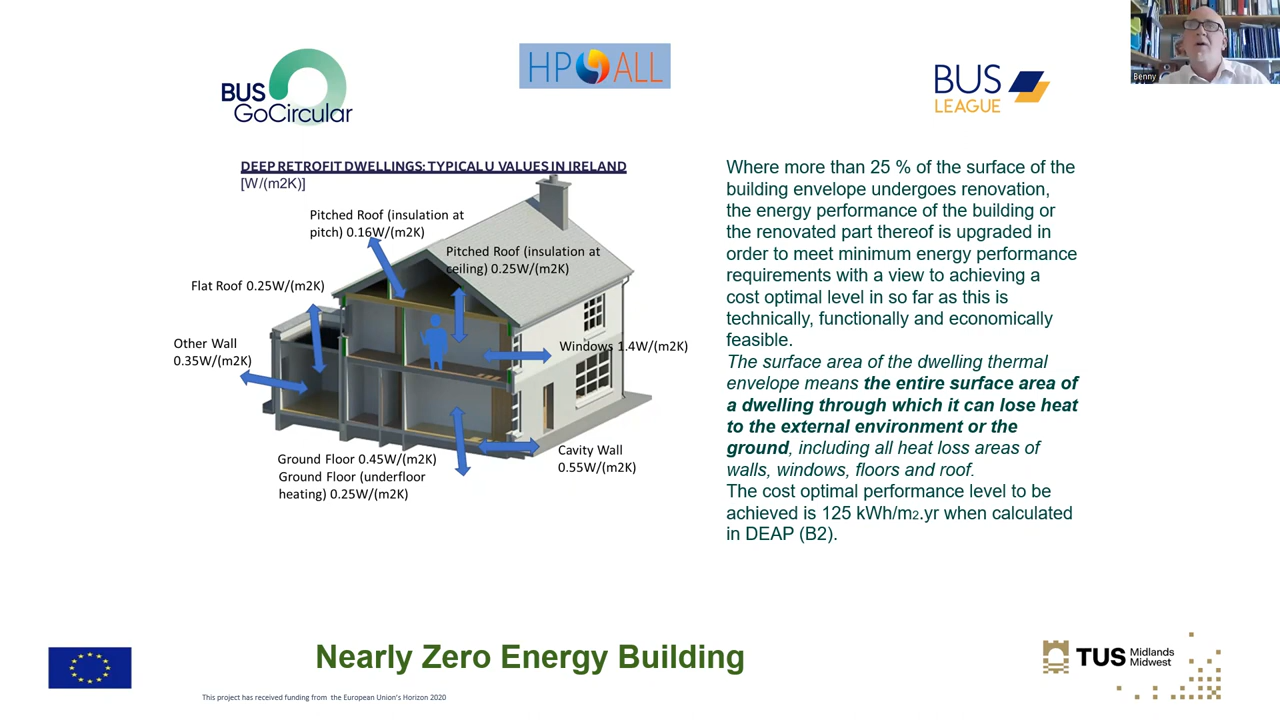 BUS
GoCircular
HP ALL
BUS
LEAGUE
Benny
DEEP RETROFIT DWELLINGS: TYPICAL U VALUES IN IRELAND
[W/(m2K)]
Pitched Roof (insulation at
pitch) 0.16W/(m2K)
Pitched Roof (insulation at
ceiling) 0.25W/(m2K)
Flat Roof 0.25W/(m2K)
Other Wall
0.35W/(m2K)
Windows 1.4W/(m2K)
Cavity Wall
0.55W/(m2K)
Ground Floor 0.45W/(m2K)
Ground Floor (underfloor
heating) 0.25W/(m2K)
Where more than 25 % of the surface of the
building envelope undergoes renovation,
the energy performance of the building or
the renovated part thereof is upgraded in
order to meet minimum energy performance
requirements with a view to achieving a
cost optimal level in so far as this is
technically, functionally and economically
feasible.
The surface area of the dwelling thermal
envelope means the entire surface area of
a dwelling through which it can lose heat
to the external environment or the
ground, including all heat loss areas of
walls, windows, floors and roof.
The cost optimal performance level to be
achieved is 125 kWh/m2.yr when calculated
in DEAP (B2).
Nearly Zero Energy Building
TUS Midlands
Midwest
This project has received funding from the European Union's Horizon 2020